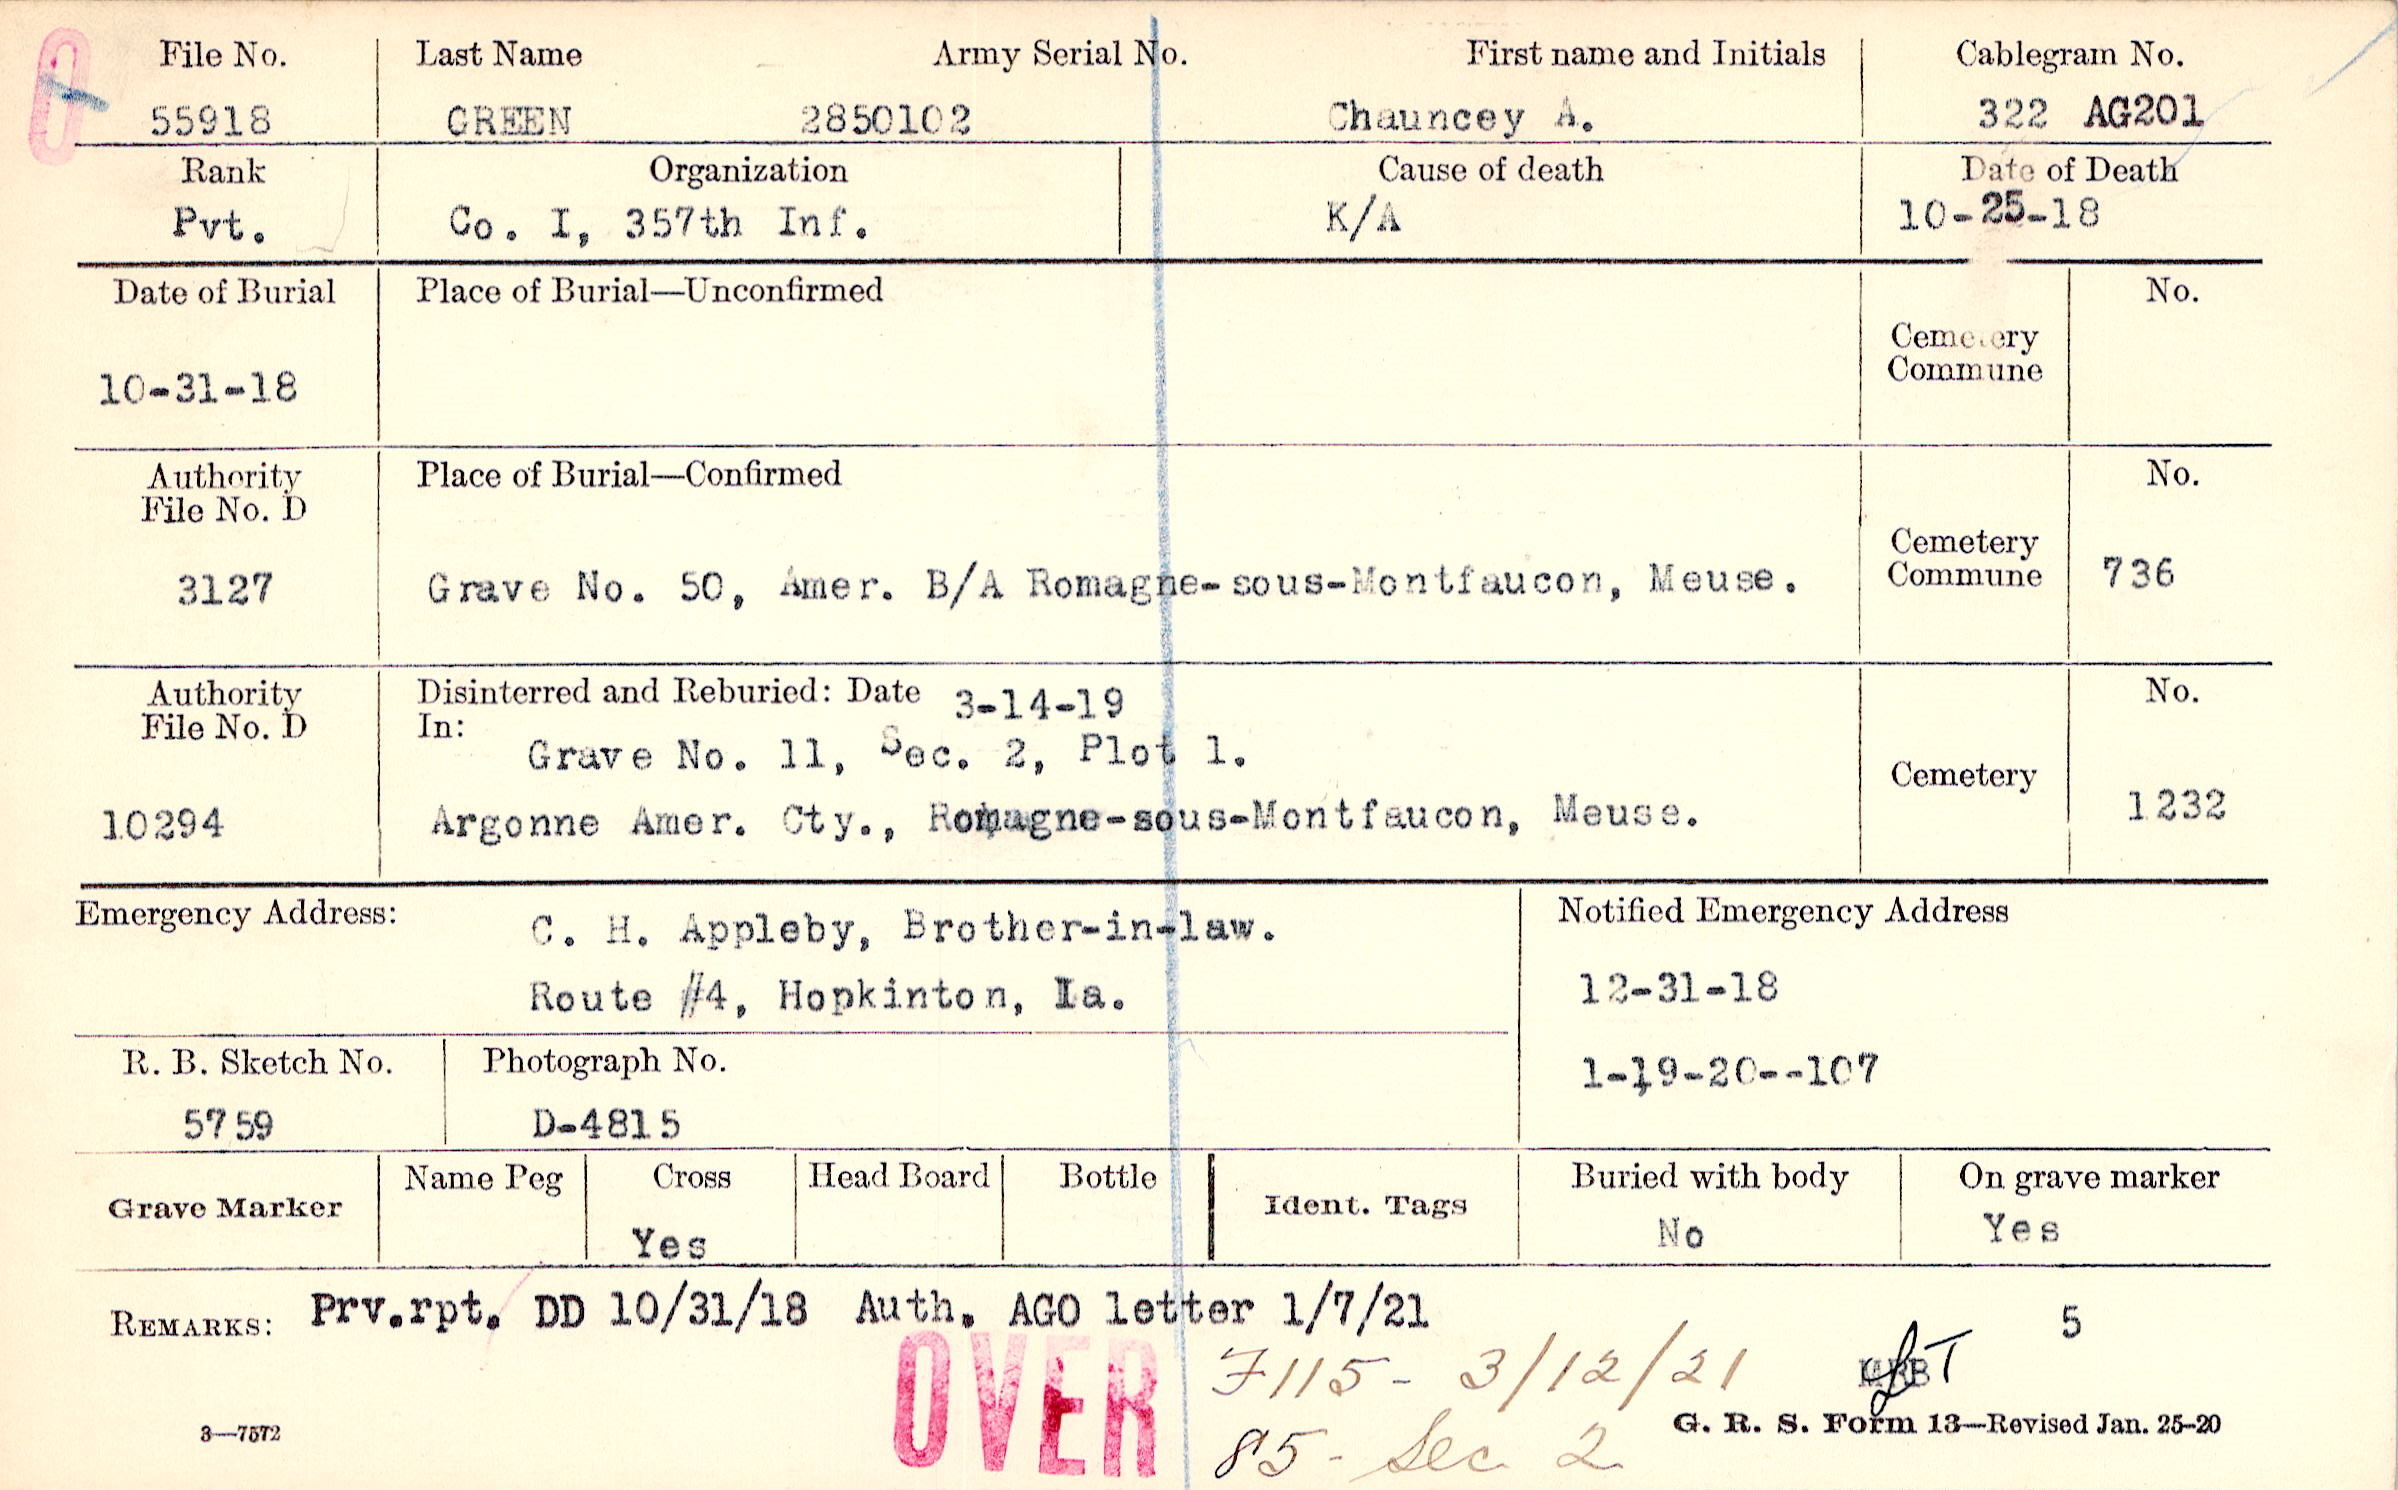 File No. Last Name Army Serial No. First name and Initials Cablegram No.
55918 GREEN 2850102 Chauncey A. 322 AG201
Rank Organization Cause of death Date of Death
Pvt. Co. I, 357th Inf. K/A 10-25-18
Date of Burial Place of Burial—Unconfirmed No.
Cemetery
Commune
10-31-18
Authority Place of Burial—Confirmed No.
File No. D
Cemetery
Commune
3127 Grave No. 50, Amer. B/A Romagne-sous-Montfaucon, Meuse. 736
Authority Disinterred and Reburied: Date 3-14-19 No.
File No. D In:
Grave No. 11, Sec. 2, Plot 1.
Cemetery
10294 Argonne Amer. Cty., Romagne-sous-Montfaucon, Meuse. 1232
Emergency Address: C. H. Appleby, Brother-in-law. Notified Emergency Address
Route #4, Hopkinton, Ia. 12-31-18
R. B. Sketch No. Photograph No. 1-19-20--107
5759 D-4815
Grave Marker Name Peg Cross Head Board Bottle Ident. Tags Buried with body On grave marker
Yes No Yes
REMARKS: Prv.rpt. DD 10/31/18 Auth. AGO letter 1/7/21 5
OVER
7115- 3/12/21
85- Sec 2
3—7572 G. R. S. Form 13—Revised Jan. 25-20